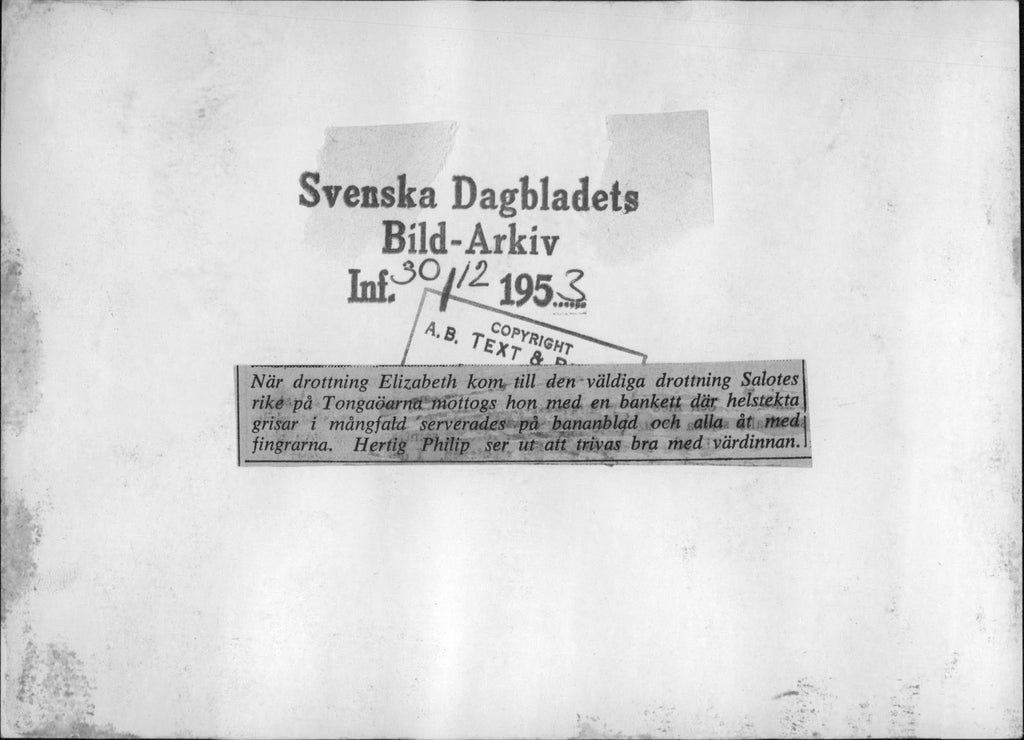 Svenska Dagbladets
Bild-Arkiv
Inf. 30/12 1953
COPYRIGHT
A.B. TEXT &
När drottning Elizabeth kom till den väldiga drottning Salotes
rike på Tongaöarna mottogs hon med en bankett där helstekta
grisar i mångfald serverades på bananblad och alla åt med
fingrarna. Hertig Philip ser ut att trivas bra med värdinnan.